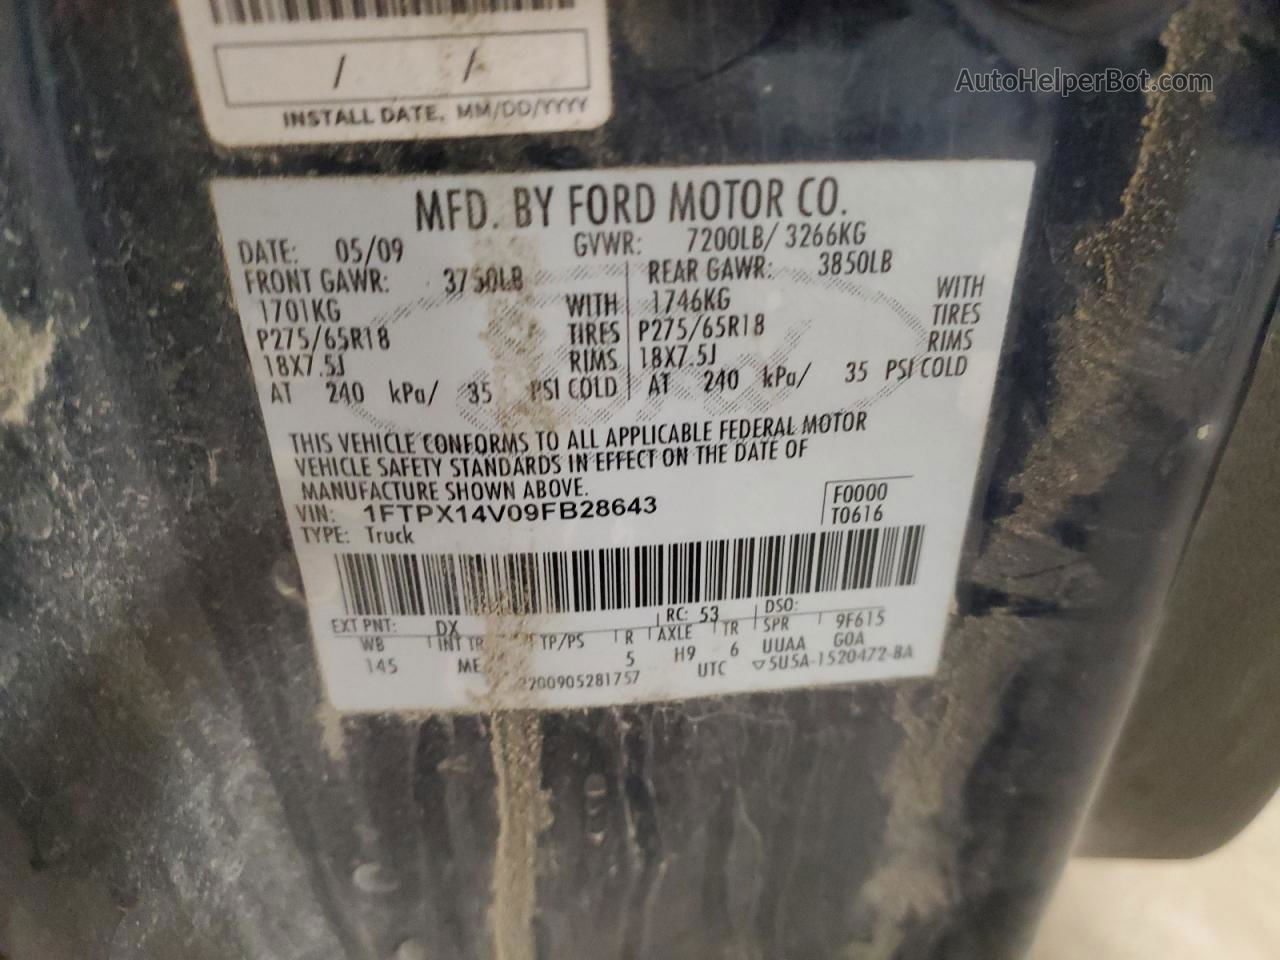 AutoHelperBot.com
/ /
INSTALL DATE, MM/DD/YYYY
MFD. BY FORD MOTOR CO.
DATE: 05/09 GVWR: 7200LB/ 3266KG
FRONT GAWR: 3750LB REAR GAWR: 3850LB
1701KG WITH 1746KG WITH
P275/65R18 TIRES P275/65R18 TIRES
18X7.5J RIMS 18X7.5J RIMS
AT 240 kPa/ 35 PSI COLD AT 240 kPa/ 35 PSI COLD
THIS VEHICLE CONFORMS TO ALL APPLICABLE FEDERAL MOTOR
VEHICLE SAFETY STANDARDS IN EFFECT ON THE DATE OF
MANUFACTURE SHOWN ABOVE.
VIN: 1FTPX14V09FB28643 F0000
TYPE: Truck T0616
EXT PNT: DX RC: 53 DSO:
WB INT TR TP/PS R AXLE TR SPR 9F615
145 ME 5 H9 6 UUAA GOA
200905281757 UTC ▽5U5A-1520472-BA